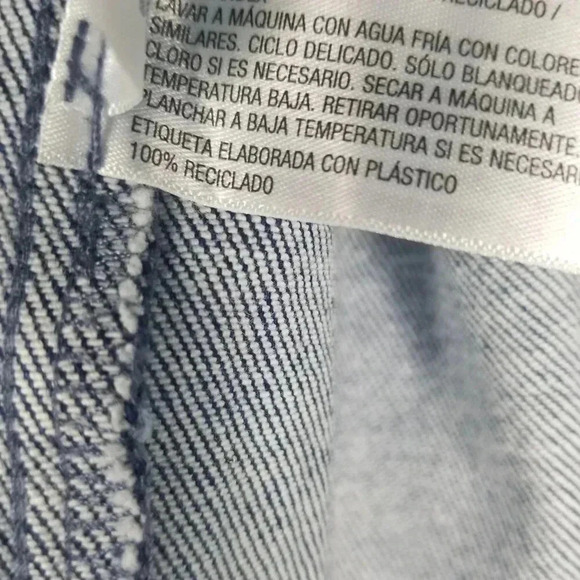 RECICLADO /
LAVAR A MÁQUINA CON AGUA FRÍA CON COLORE
SIMILARES. CICLO DELICADO. SÓLO BLANQUEAD
CLORO SI ES NECESARIO. SECAR A MÁQUINA A
TEMPERATURA BAJA. RETIRAR OPORTUNAMENTE.
PLANCHAR A BAJA TEMPERATURA SI ES NECESAR
ETIQUETA ELABORADA CON PLÁSTICO
100% RECICLADO